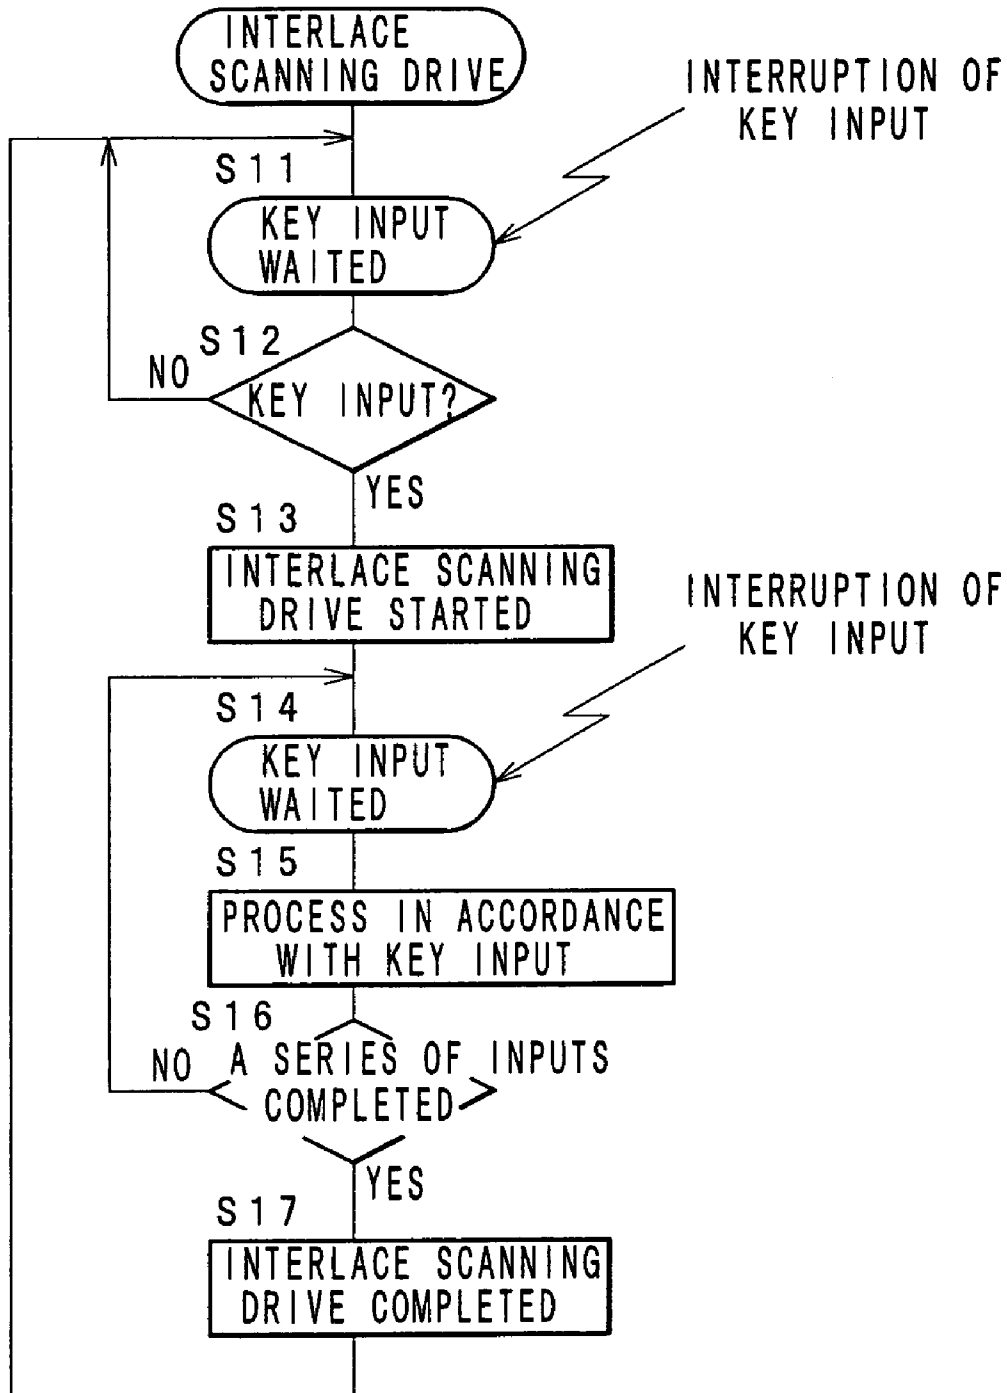 INTERLACE
SCANNING DRIVE
INTERRUPTION OF
KEY INPUT
S11
KEY INPUT
WAITED
S12
NO
KEY INPUT?
YES
S13
INTERLACE SCANNING
DRIVE STARTED
INTERRUPTION OF
KEY INPUT
S14
KEY INPUT
WAITED
S15
PROCESS IN ACCORDANCE
WITH KEY INPUT
S16
NO
A SERIES OF INPUTS
COMPLETED
YES
S17
INTERLACE SCANNING
DRIVE COMPLETED